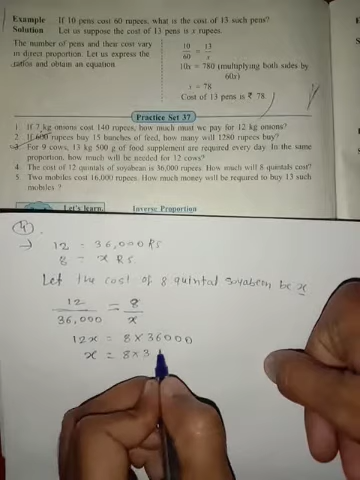 Example If 10 pens cost 60 rupees, what is the cost of 13 such pens?
Solution Let us suppose the cost of 13 pens is x rupees.
The number of pens and their cost vary
in direct proportion. Let us express the
ratios and obtain an equation.
10/60 = 13/x
10x = 780 (multiplying both sides by
60x)
x = 78
Cost of 13 pens is ₹ 78.
Practice Set 37
1. If 7 kg onions cost 140 rupees, how much must we pay for 12 kg onions?
2. If 600 rupees buy 15 bunches of feed, how many will 1280 rupees buy?
3. For 9 cows, 13 kg 500 g of food supplement are required every day. In the same
proportion, how much will be needed for 12 cows?
4. The cost of 12 quintals of soyabean is 36,000 rupees. How much will 8 quintals cost?
5. Two mobiles cost 16,000 rupees. How much money will be required to buy 13 such
mobiles ?
Let's learn. Inverse Proportion
4)
→ 12 = 36,000 Rs
8 = x Rs.
Let the cost of 8 quintal soyabean be x
12/36,000 = 8/x
12x = 8 × 36000
x = 8 × 3